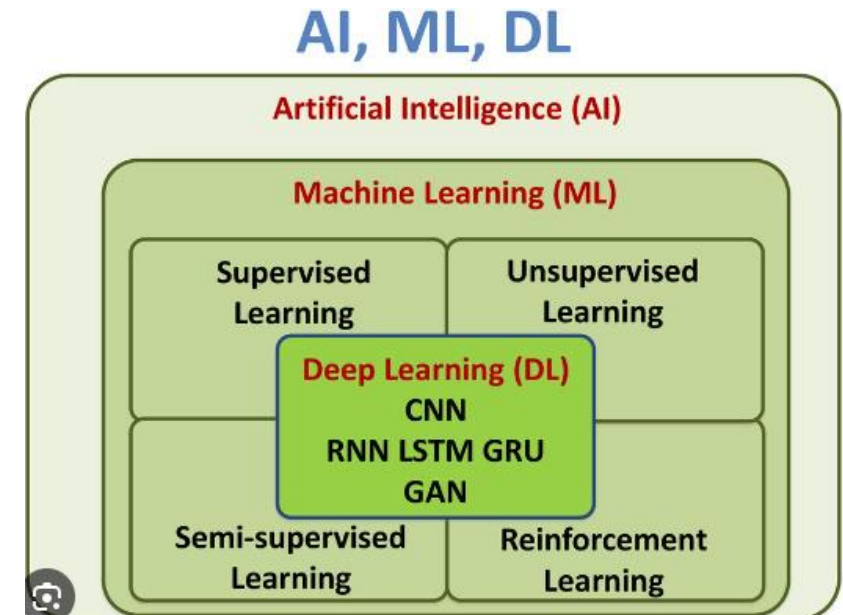 AI, ML, DL
Artificial Intelligence (AI)
Machine Learning (ML)
Supervised
Learning
Unsupervised
Learning
Deep Learning (DL)
CNN
RNN LSTM GRU
GAN
Semi-supervised
Learning
Reinforcement
Learning